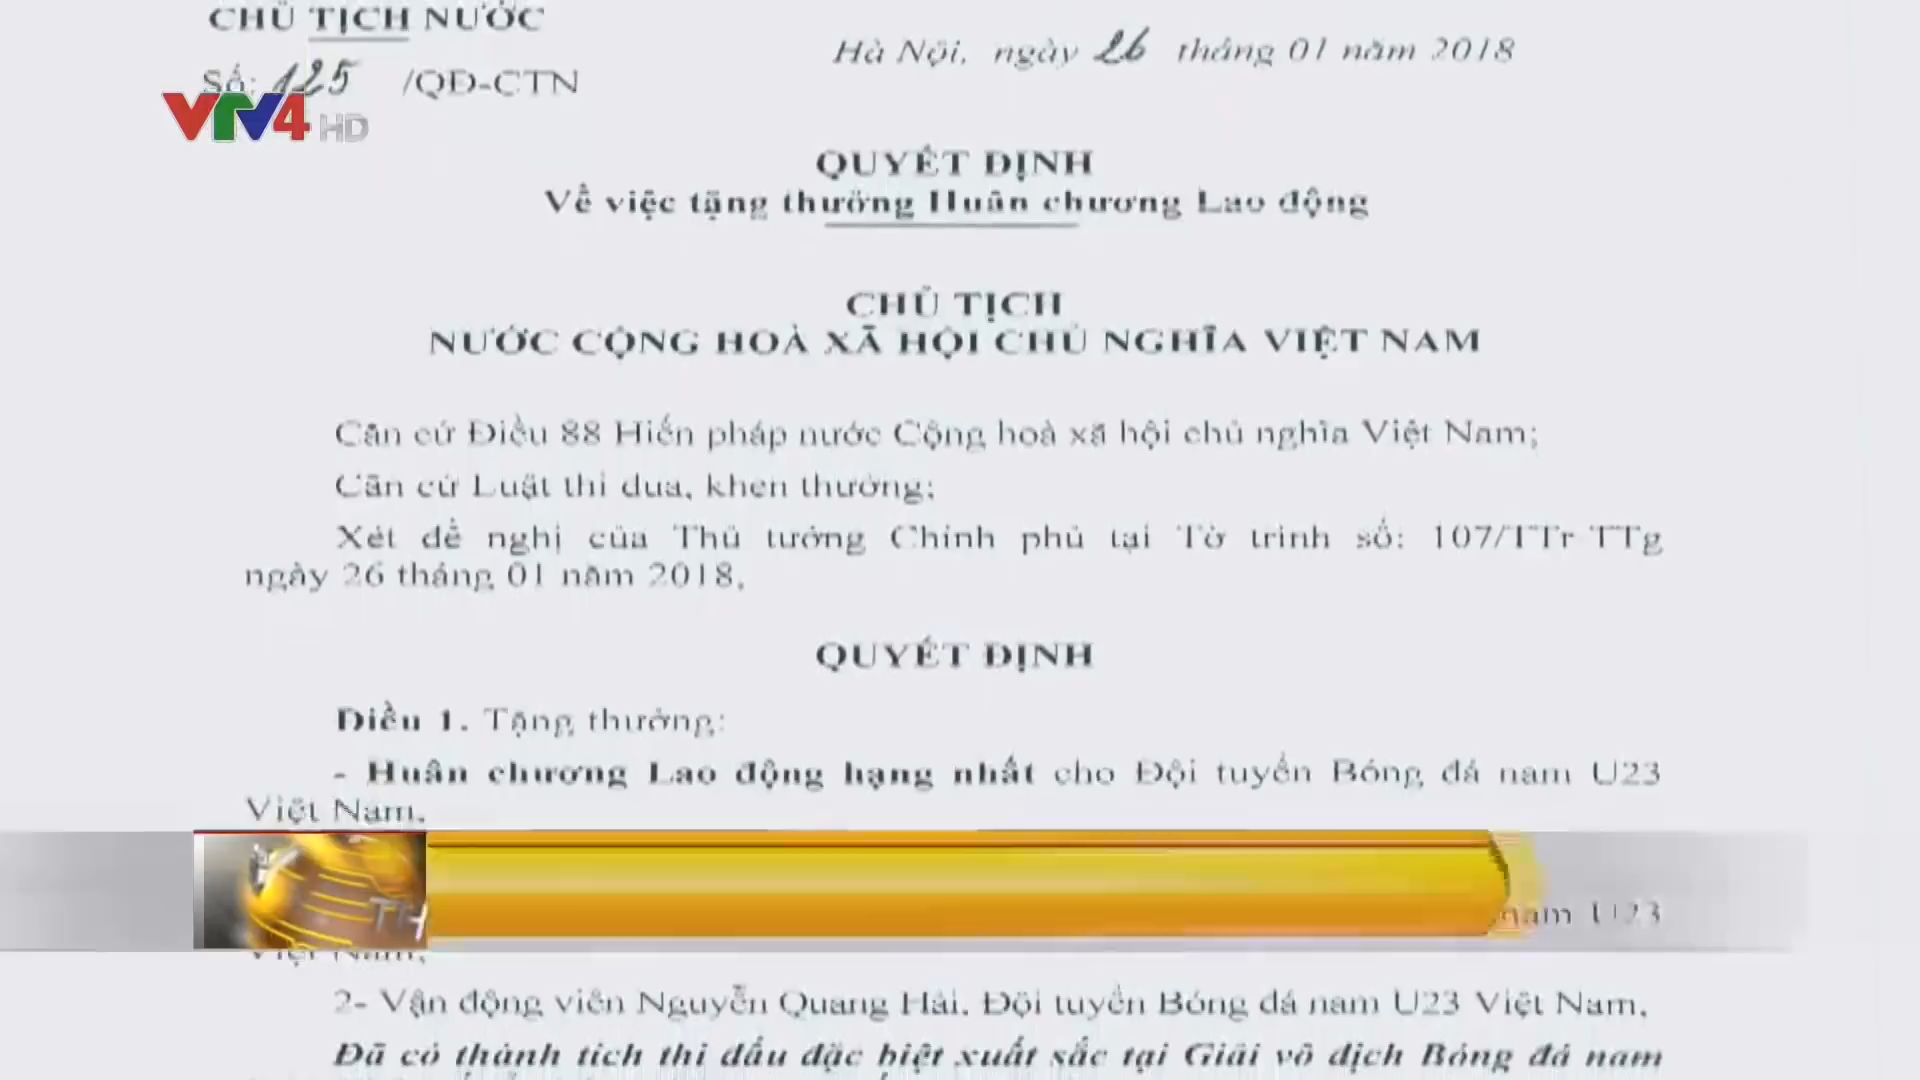 CHỦ TỊCH NƯỚC
Số: 125 /QĐ-CTN
Hà Nội, ngày 26 tháng 01 năm 2018
VTV4 HD
QUYẾT ĐỊNH
Về việc tặng thưởng Huân chương Lao động
CHỦ TỊCH
NƯỚC CỘNG HOÀ XÃ HỘI CHỦ NGHĨA VIỆT NAM
Căn cứ Điều 88 Hiến pháp nước Cộng hoà xã hội chủ nghĩa Việt Nam;
Căn cứ Luật thi đua, khen thưởng;
Xét đề nghị của Thủ tướng Chính phủ tại Tờ trình số: 107/TTr-TTg
ngày 26 tháng 01 năm 2018,
QUYẾT ĐỊNH
Điều 1. Tặng thưởng:
- Huân chương Lao động hạng nhất cho Đội tuyển Bóng đá nam U23
Việt Nam,
TH
nam U23
Việt Nam,
2- Vận động viên Nguyễn Quang Hải, Đội tuyển Bóng đá nam U23 Việt Nam,
Đã có thành tích thi đấu đặc biệt xuất sắc tại Giải vô địch Bóng đá nam